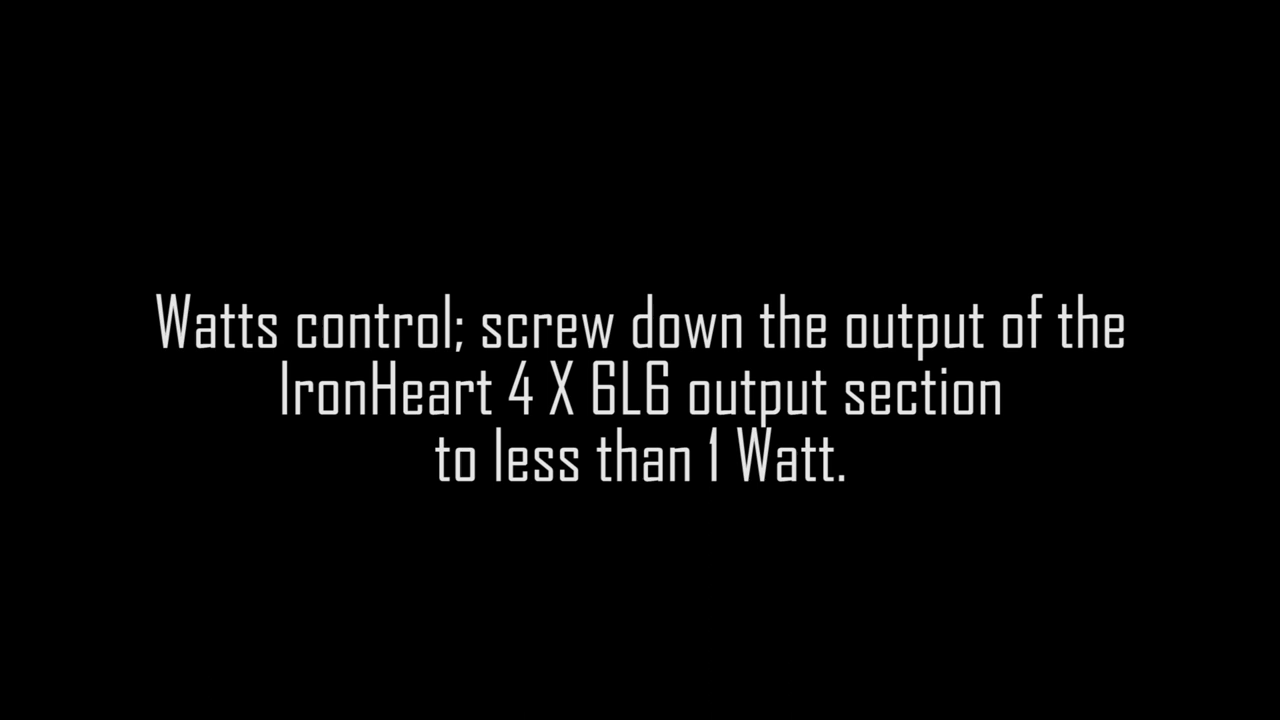 Watts control; screw down the output of the
IronHeart 4 X 6L6 output section
to less than 1 Watt.